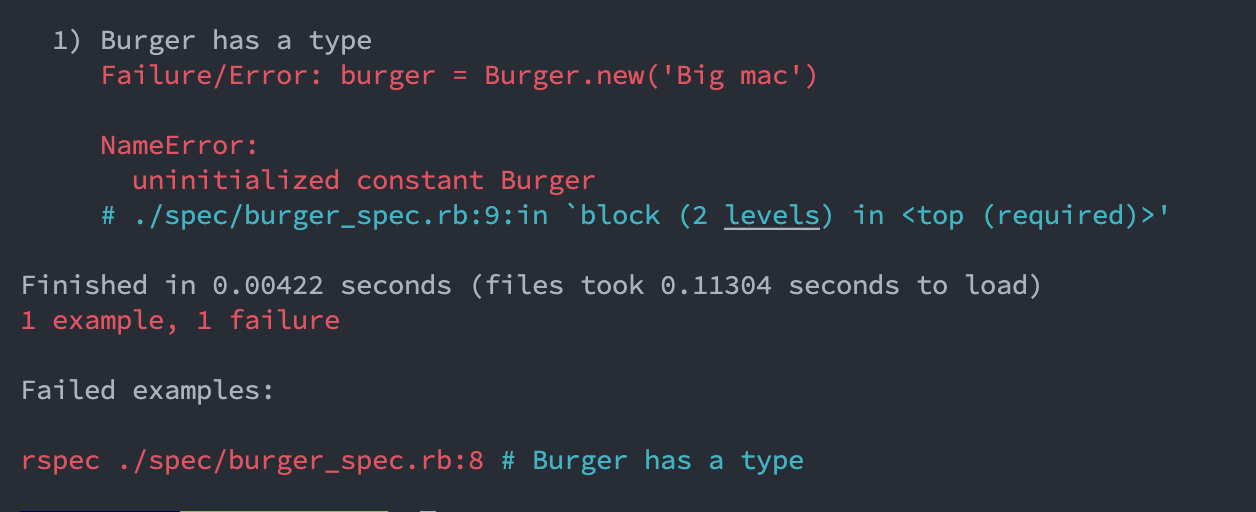 1) Burger has a type
Failure/Error: burger = Burger.new('Big mac')
NameError:
uninitialized constant Burger
# ./spec/burger_spec.rb:9:in `block (2 levels) in <top (required)>'
Finished in 0.00422 seconds (files took 0.11304 seconds to load)
1 example, 1 failure
Failed examples:
rspec ./spec/burger_spec.rb:8 # Burger has a type